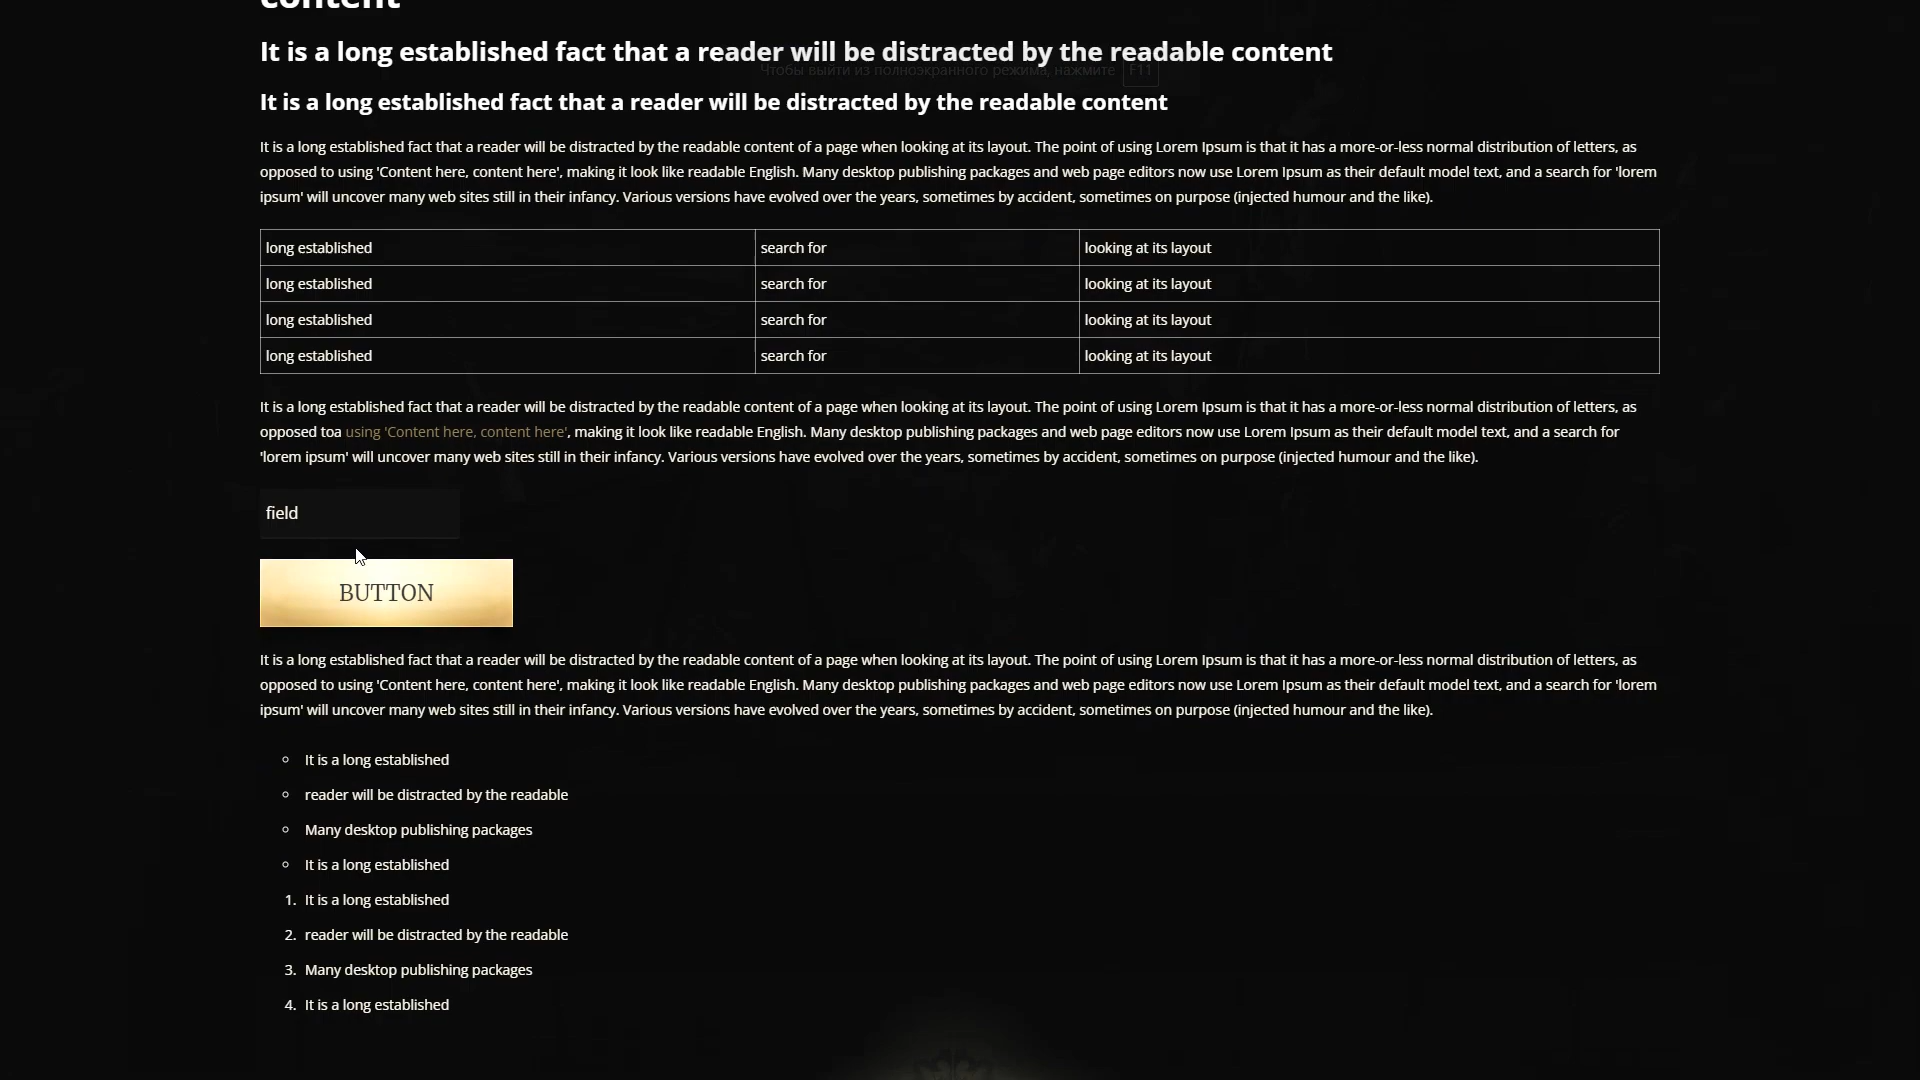 content
It is a long established fact that a reader will be distracted by the readable content
Чтобы выйти из полноэкранного режима, нажмите F11
It is a long established fact that a reader will be distracted by the readable content
It is a long established fact that a reader will be distracted by the readable content of a page when looking at its layout. The point of using Lorem Ipsum is that it has a more-or-less normal distribution of letters, as
opposed to using 'Content here, content here', making it look like readable English. Many desktop publishing packages and web page editors now use Lorem Ipsum as their default model text, and a search for 'lorem
ipsum' will uncover many web sites still in their infancy. Various versions have evolved over the years, sometimes by accident, sometimes on purpose (injected humour and the like).
long established search for looking at its layout
long established search for looking at its layout
long established search for looking at its layout
long established search for looking at its layout
It is a long established fact that a reader will be distracted by the readable content of a page when looking at its layout. The point of using Lorem Ipsum is that it has a more-or-less normal distribution of letters, as
opposed toa using 'Content here, content here', making it look like readable English. Many desktop publishing packages and web page editors now use Lorem Ipsum as their default model text, and a search for
'lorem ipsum' will uncover many web sites still in their infancy. Various versions have evolved over the years, sometimes by accident, sometimes on purpose (injected humour and the like).
field
BUTTON
It is a long established fact that a reader will be distracted by the readable content of a page when looking at its layout. The point of using Lorem Ipsum is that it has a more-or-less normal distribution of letters, as
opposed to using 'Content here, content here', making it look like readable English. Many desktop publishing packages and web page editors now use Lorem Ipsum as their default model text, and a search for 'lorem
ipsum' will uncover many web sites still in their infancy. Various versions have evolved over the years, sometimes by accident, sometimes on purpose (injected humour and the like).
It is a long established
reader will be distracted by the readable
Many desktop publishing packages
It is a long established
1. It is a long established
2. reader will be distracted by the readable
3. Many desktop publishing packages
4. It is a long established